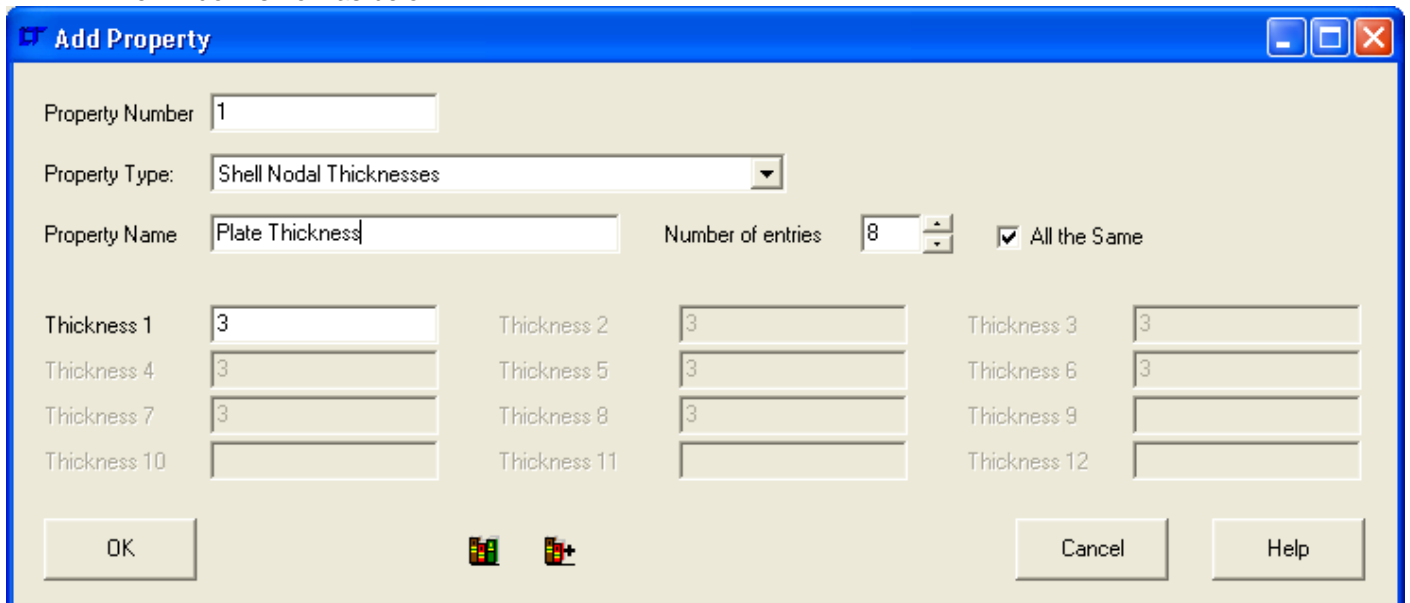 Add Property
Property Number 1
Property Type: Shell Nodal Thicknesses
Property Name Plate Thickness Number of entries 8 All the Same
Thickness 1 3 Thickness 2 3 Thickness 3 3
Thickness 4 3 Thickness 5 3 Thickness 6 3
Thickness 7 3 Thickness 8 3 Thickness 9
Thickness 10 Thickness 11 Thickness 12
OK Cancel Help